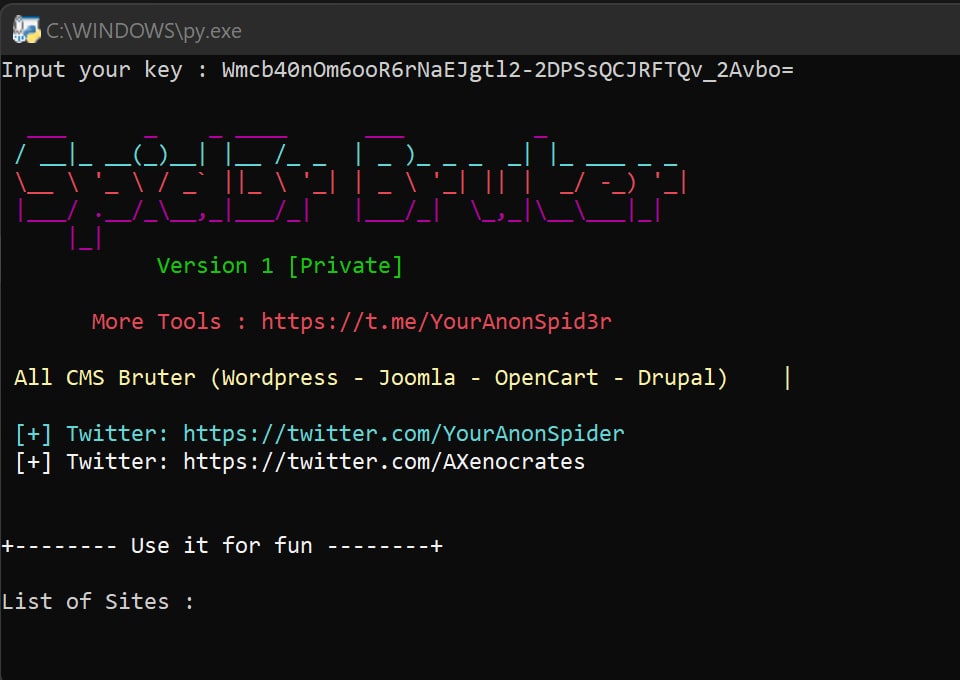 C:\WINDOWS\py.exe
Input your key : Wmcb40nOm6ooR6rNaEJgtl2-2DPSsQCJRFTQv_2Avbo=
Spid3r Bruter
Version 1 [Private]
More Tools : https://t.me/YourAnonSpid3r
All CMS Bruter (Wordpress - Joomla - OpenCart - Drupal) |
[+] Twitter: https://twitter.com/YourAnonSpider
[+] Twitter: https://twitter.com/AXenocrates
+-------- Use it for fun --------+
List of Sites :